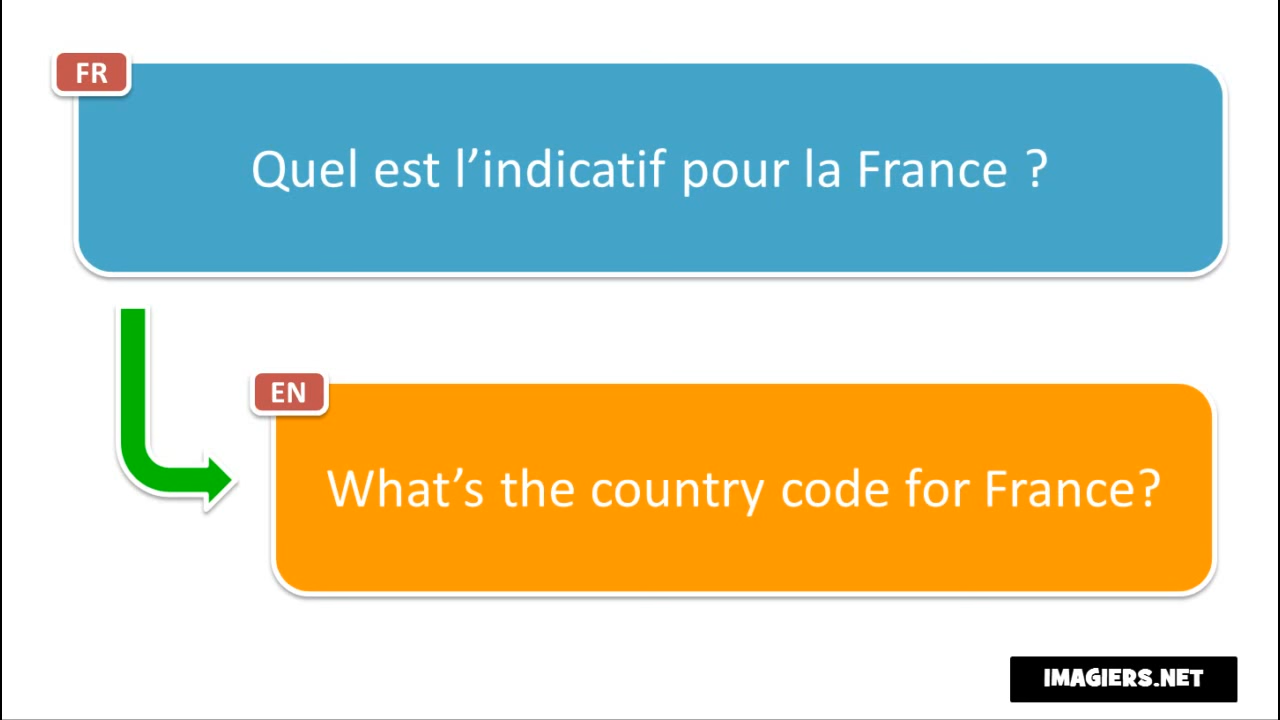 FR
Quel est l’indicatif pour la France ?
EN
What’s the country code for France?
IMAGIERS.NET